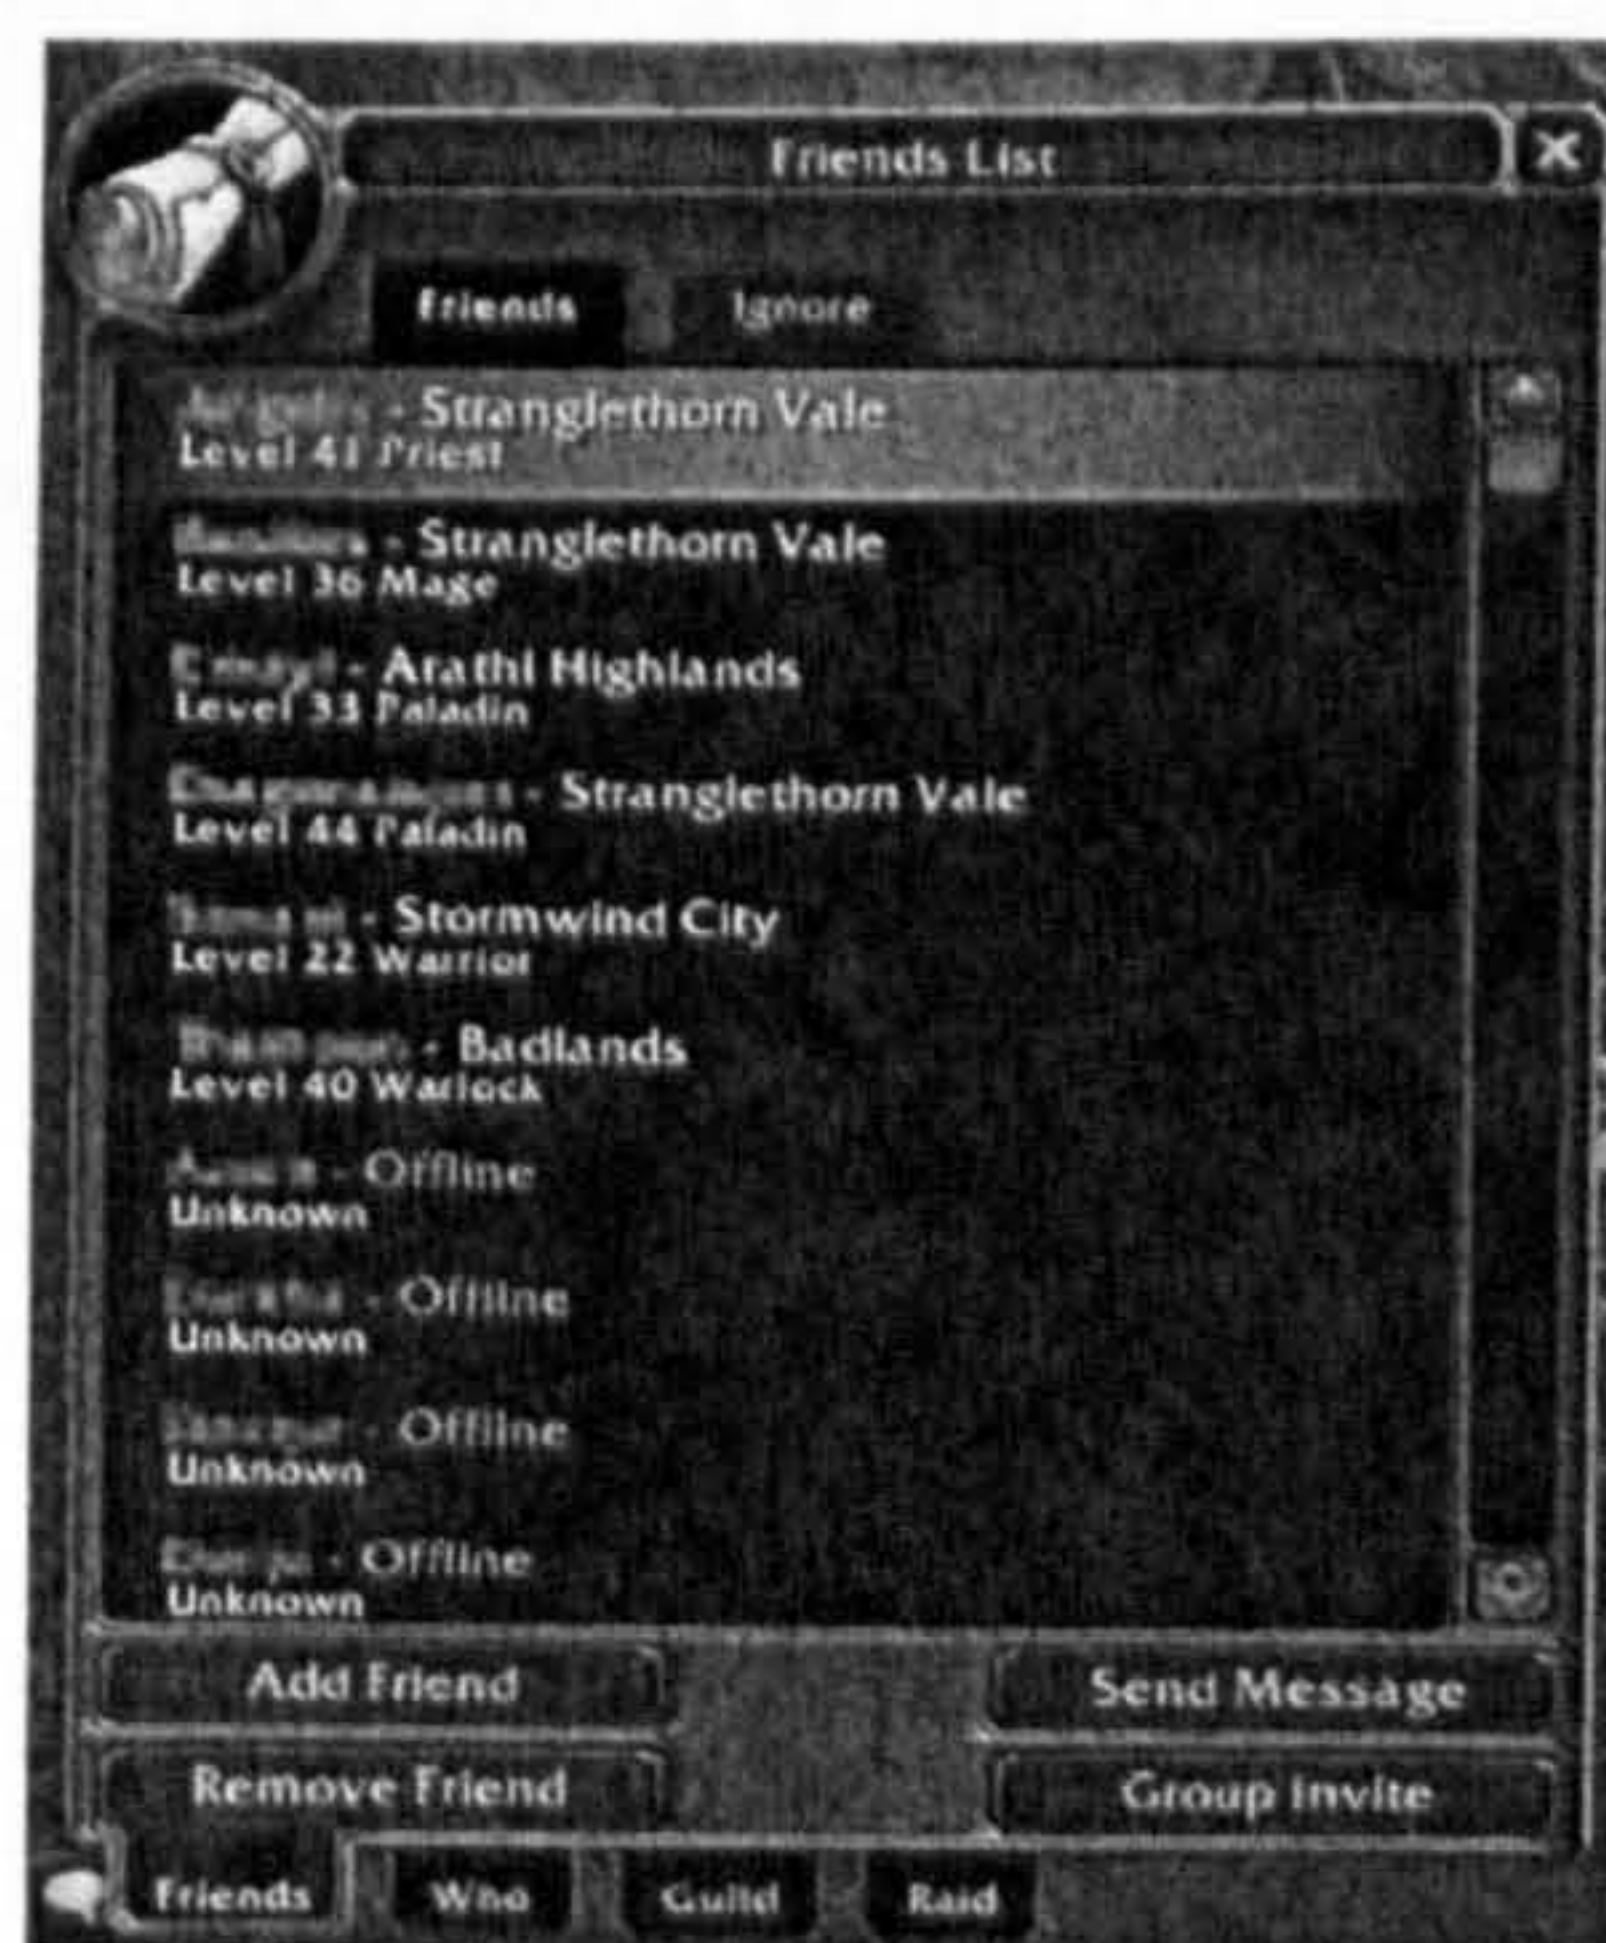 Friends List
Friends Ignore
- Stranglethorn Vale
Level 41 Priest
- Stranglethorn Vale
Level 36 Mage
- Arathi Highlands
Level 33 Paladin
- Stranglethorn Vale
Level 44 Paladin
- Stormwind City
Level 22 Warrior
- Badlands
Level 40 Warlock
- Offline
Unknown
- Offline
Unknown
- Offline
Unknown
- Offline
Unknown
Add Friend Send Message
Remove Friend Group Invite
Friends Who Guild Raid